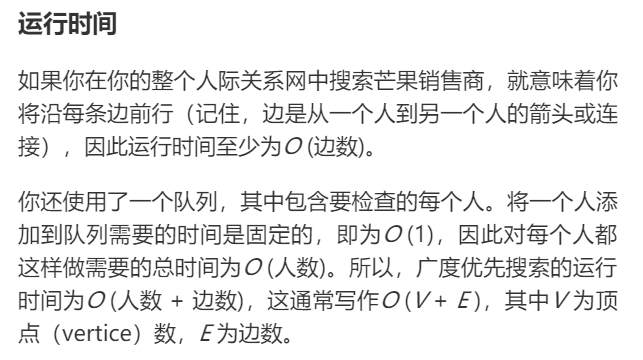 运行时间
如果你在你的整个人际关系网中搜索芒果销售商，就意味着你
将沿每条边前行（记住，边是从一个人到另一个人的箭头或连
接），因此运行时间至少为O (边数)。
你还使用了一个队列，其中包含要检查的每个人。将一个人添
加到队列需要的时间是固定的，即为O (1)，因此对每个人都
这样做需要的总时间为O (人数)。所以，广度优先搜索的运行
时间为O (人数 + 边数)，这通常写作O (V + E )，其中V 为顶
点（vertice）数，E 为边数。